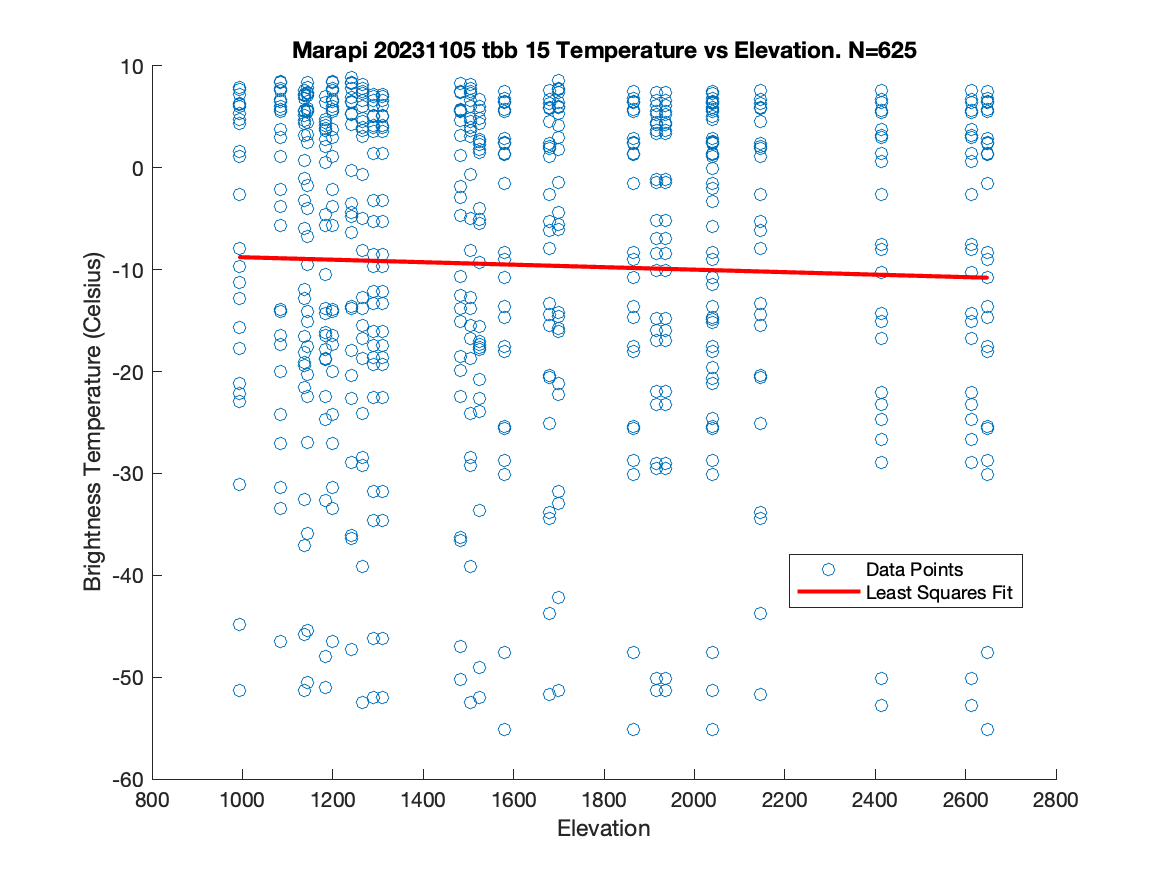 Marapi 20231105 tbb 15 Temperature vs Elevation. N=625
10
0
-10
-20
-30
-40
-50
-60
Brightness Temperature (Celsius)
Data Points
Least Squares Fit
800 1000 1200 1400 1600 1800 2000 2200 2400 2600 2800
Elevation